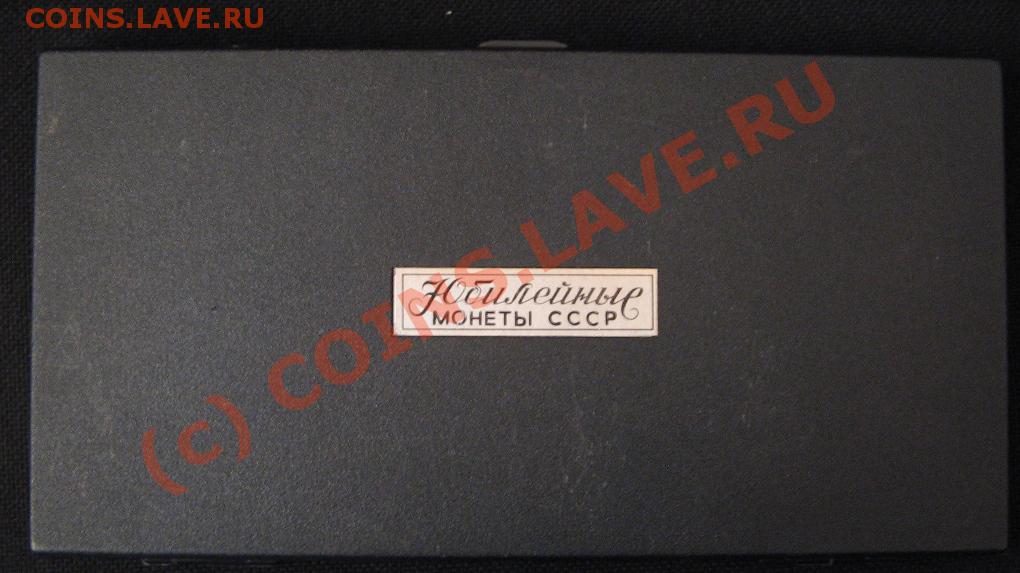 COINS.LAVE.RU
(c) COINS.LAVE.RU
Юбилейные
МОНЕТЫ СССР